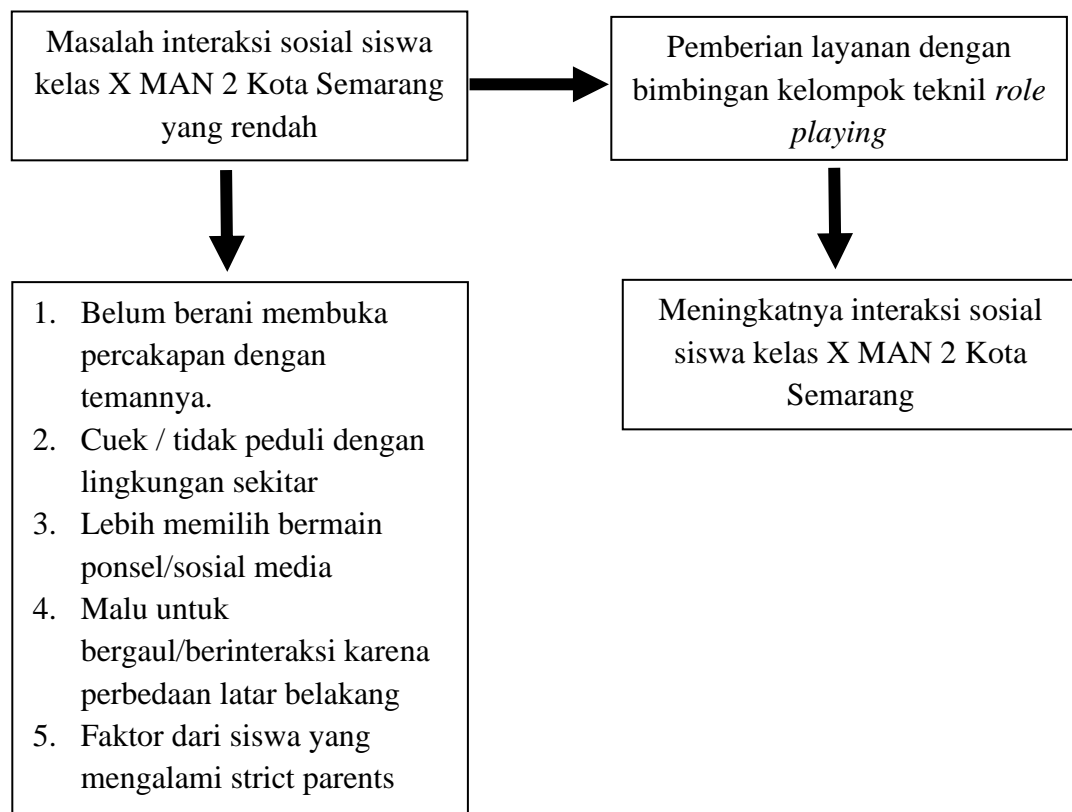 Masalah interaksi sosial siswa
kelas X MAN 2 Kota Semarang
yang rendah
Pemberian layanan dengan
bimbingan kelompok teknil role
playing
1. Belum berani membuka
percakapan dengan
temannya.
2. Cuek / tidak peduli dengan
lingkungan sekitar
3. Lebih memilih bermain
ponsel/sosial media
4. Malu untuk
bergaul/berinteraksi karena
perbedaan latar belakang
5. Faktor dari siswa yang
mengalami strict parents
Meningkatnya interaksi sosial
siswa kelas X MAN 2 Kota
Semarang